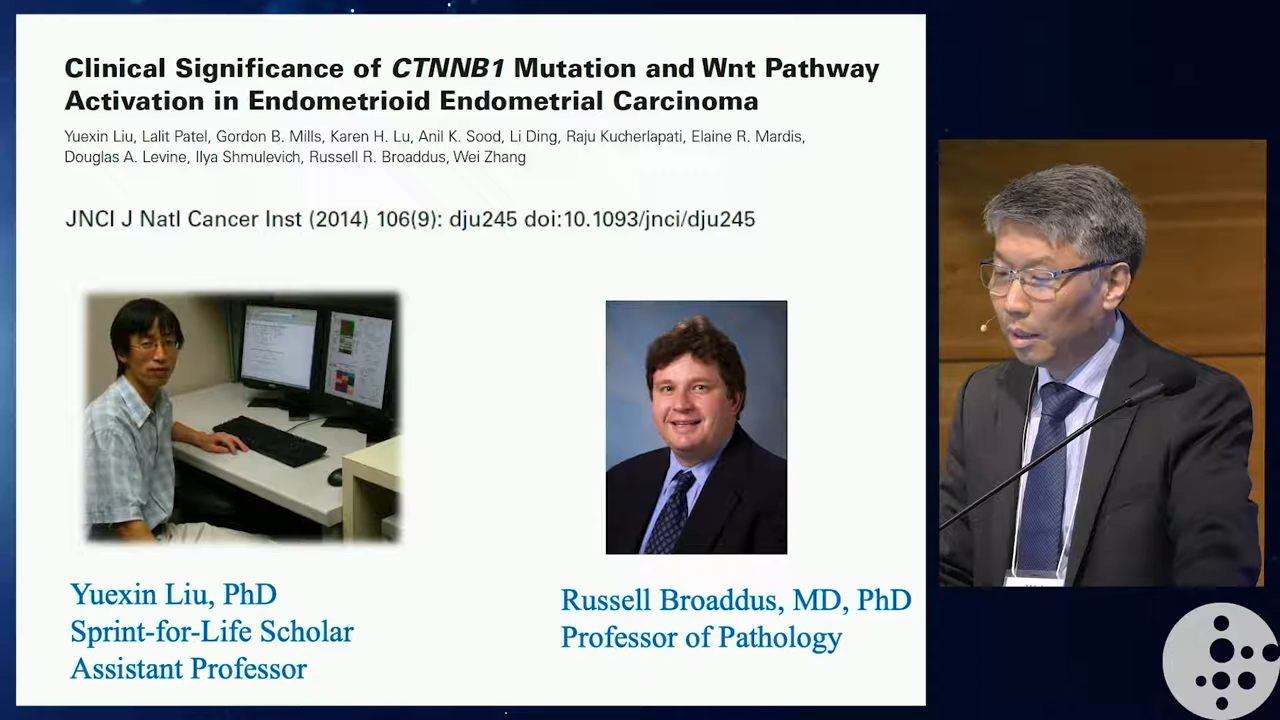 Clinical Significance of CTNNB1 Mutation and Wnt Pathway
Activation in Endometrioid Endometrial Carcinoma
Yuexin Liu, Lalit Patel, Gordon B. Mills, Karen H. Lu, Anil K. Sood, Li Ding, Raju Kucherlapati, Elaine R. Mardis,
Douglas A. Levine, Ilya Shmulevich, Russell R. Broaddus, Wei Zhang
JNCI J Natl Cancer Inst (2014) 106(9): dju245 doi:10.1093/jnci/dju245
Yuexin Liu, PhD
Sprint-for-Life Scholar
Assistant Professor
Russell Broaddus, MD, PhD
Professor of Pathology